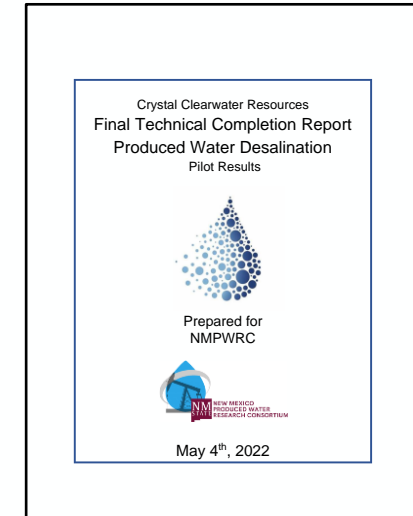 Crystal Clearwater Resources
Final Technical Completion Report
Produced Water Desalination
Pilot Results
Prepared for
NMPWRC
NM
STATE
NEW MEXICO
PRODUCED WATER
RESEARCH CONSORTIUM
May 4th, 2022